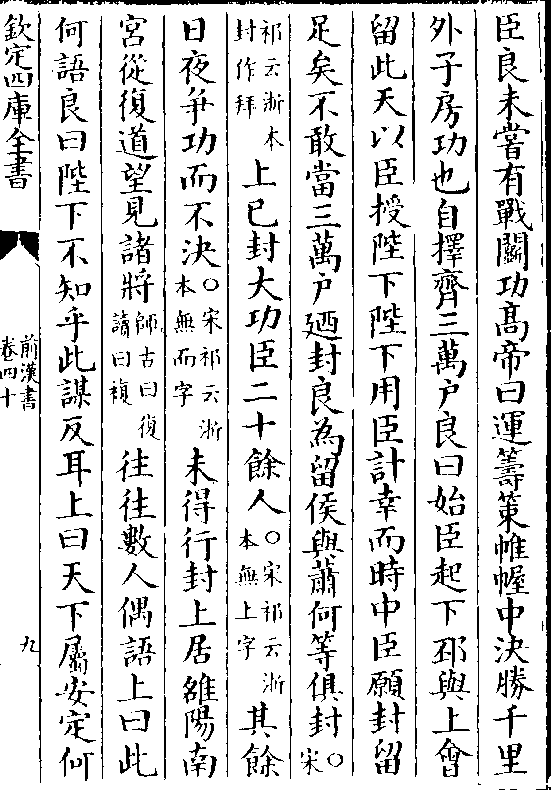 臣良未嘗有戰鬭功髙帝曰運籌策帷幄中決勝千里
外子房功也自擇齊三萬户良曰始臣起下邳與上會
留此天以臣授陛下陛下用臣計幸而時中臣願封留
足矣不敢當三萬户廼封良為留侯與蕭何等俱封○宋
祁云浙本封作拜上已封大功臣二十餘人○宋祁云浙本無上字其餘
日夜爭功而不決○宋祁云浙本無而字未得行封上居雒陽南
宮從復道望見諸將師古曰復讀曰複往往數人偶語上曰此
何語良曰陛下不知乎此謀反耳上曰天下屬安定何
欽定四庫全書
前漢書
卷四十
九